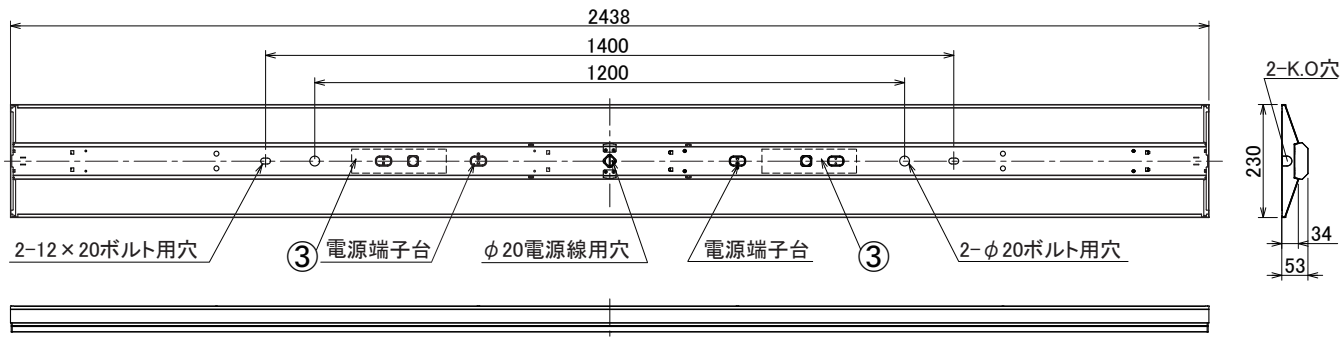 2438
1400
1200
2-K.O穴
230
2-12×20ボルト用穴
③
電源端子台
φ20電源線用穴
電源端子台
③
2-φ20ボルト用穴
34
53